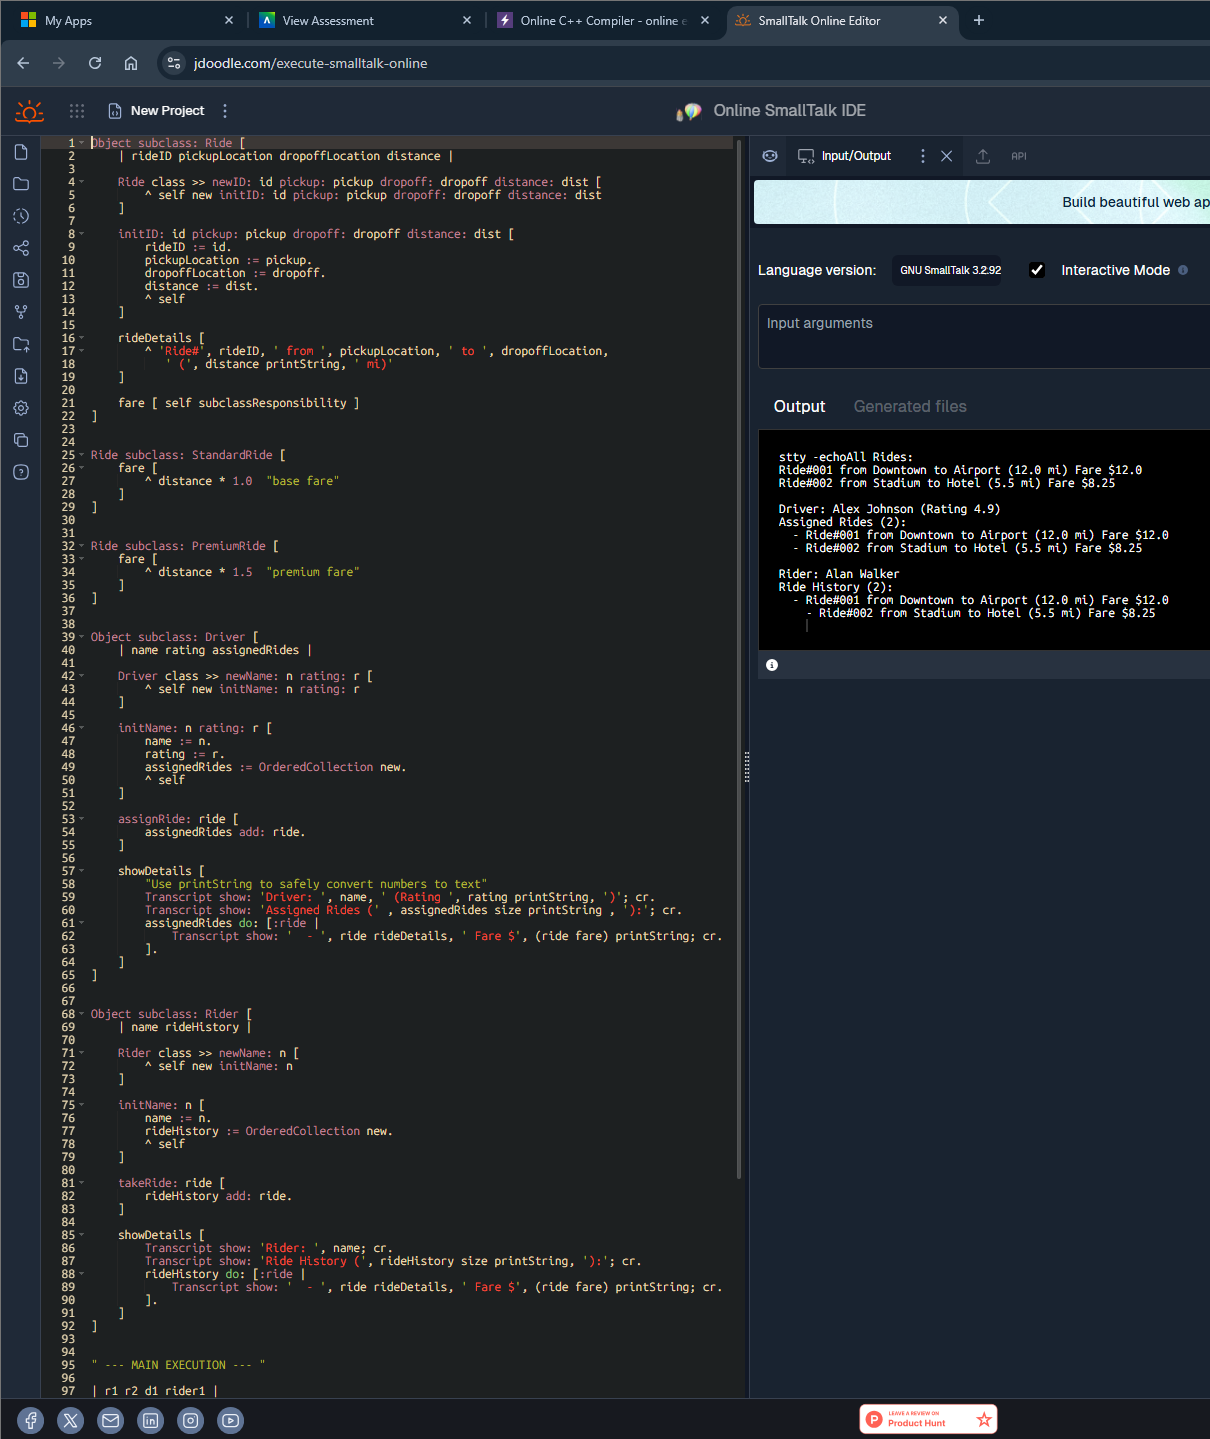 My Apps
View Assessment
Online C++ Compiler - online e
SmallTalk Online Editor
jdoodle.com/execute-smalltalk-online
New Project
Online SmallTalk IDE
1 Object subclass: Ride [
2     | rideID pickupLocation dropoffLocation distance |
3
4     Ride class >> newID: id pickup: pickup dropoff: dropoff distance: dist [
5         ^ self new initID: id pickup: pickup dropoff: dropoff distance: dist
6     ]
7
8     initID: id pickup: pickup dropoff: dropoff distance: dist [
9         rideID := id.
10         pickupLocation := pickup.
11         dropoffLocation := dropoff.
12         distance := dist.
13         ^ self
14     ]
15
16     rideDetails [
17         ^ 'Ride#', rideID, ' from ', pickupLocation, ' to ', dropoffLocation,
18            ' (', distance printString, ' mi)'
19     ]
20
21     fare [ self subclassResponsibility ]
22 ]
23
24
25 Ride subclass: StandardRide [
26     fare [
27         ^ distance * 1.0  "base fare"
28     ]
29 ]
30
31
32 Ride subclass: PremiumRide [
33     fare [
34         ^ distance * 1.5  "premium fare"
35     ]
36 ]
37
38
39 Object subclass: Driver [
40     | name rating assignedRides |
41
42     Driver class >> newName: n rating: r [
43         ^ self new initName: n rating: r
44     ]
45
46     initName: n rating: r [
47         name := n.
48         rating := r.
49         assignedRides := OrderedCollection new.
50         ^ self
51     ]
52
53     assignRide: ride [
54         assignedRides add: ride.
55     ]
56
57     showDetails [
58         "Use printString to safely convert numbers to text"
59         Transcript show: 'Driver: ', name, ' (Rating ', rating printString, ')'; cr.
60         Transcript show: 'Assigned Rides (' , assignedRides size printString , '):'; cr.
61         assignedRides do: [:ride |
62             Transcript show: '  - ', ride rideDetails, ' Fare $', (ride fare) printString; cr.
63         ].
64     ]
65 ]
66
67
68 Object subclass: Rider [
69     | name rideHistory |
70
71     Rider class >> newName: n [
72         ^ self new initName: n
73     ]
74
75     initName: n [
76         name := n.
77         rideHistory := OrderedCollection new.
78         ^ self
79     ]
80
81     takeRide: ride [
82         rideHistory add: ride.
83     ]
84
85     showDetails [
86         Transcript show: 'Rider: ', name; cr.
87         Transcript show: 'Ride History (', rideHistory size printString, '):'; cr.
88         rideHistory do: [:ride |
89             Transcript show: '  - ', ride rideDetails, ' Fare $', (ride fare) printString; cr.
90         ].
91     ]
92 ]
93
94
95 " --- MAIN EXECUTION --- "
96
97 | r1 r2 d1 rider1 |
Input/Output
API
Build beautiful web ap
Language version:
GNU SmallTalk 3.2.92
Interactive Mode
Input arguments
Output
Generated files
stty -echoAll Rides:
Ride#001 from Downtown to Airport (12.0 mi) Fare $12.0
Ride#002 from Stadium to Hotel (5.5 mi) Fare $8.25
Driver: Alex Johnson (Rating 4.9)
Assigned Rides (2):
  - Ride#001 from Downtown to Airport (12.0 mi) Fare $12.0
  - Ride#002 from Stadium to Hotel (5.5 mi) Fare $8.25
Rider: Alan Walker
Ride History (2):
  - Ride#001 from Downtown to Airport (12.0 mi) Fare $12.0
    - Ride#002 from Stadium to Hotel (5.5 mi) Fare $8.25
LEAVE A REVIEW ON
Product Hunt